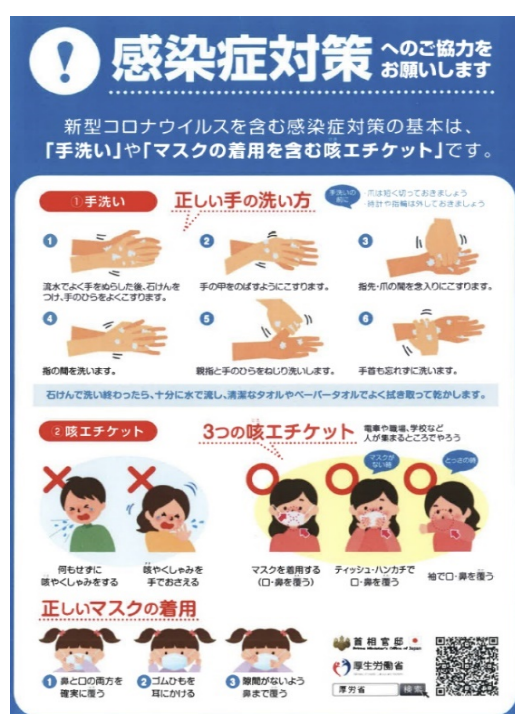 !
感染症対策 へのご協力を
お願いします
新型コロナウイルスを含む感染症対策の基本は、
「手洗い」や「マスクの着用を含む咳エチケット」です。
①手洗い
正しい手の洗い方
手洗いの
前に
・爪は短く切っておきましょう
・時計や指輪は外しておきましょう
1
流水でよく手をぬらした後、石けんを
つけ、手のひらをよくこすります。
2
手の甲をのばすようにこすります。
3
指先・爪の間を念入りにこすります。
4
指の間を洗います。
5
親指と手のひらをねじり洗いします。
6
手首も忘れずに洗います。
石けんで洗い終わったら、十分に水で流し、清潔なタオルやペーパータオルでよく拭き取って乾かします。
②咳エチケット
3つの咳エチケット
電車や職場、学校など
人が集まるところでやろう
何もせずに
咳やくしゃみをする
咳やくしゃみを
手でおさえる
マスクを着用する
(口・鼻を覆う)
マスクが
ない時
ティッシュ・ハンカチで
口・鼻を覆う
とっさの時
袖で口・鼻を覆う
正しいマスクの着用
1 鼻と口の両方を
確実に覆う
2 ゴムひもを
耳にかける
3 隙間がないよう
鼻まで覆う
首相官邸
Prime Minister's Office of Japan
厚生労働省
厚労省 検索